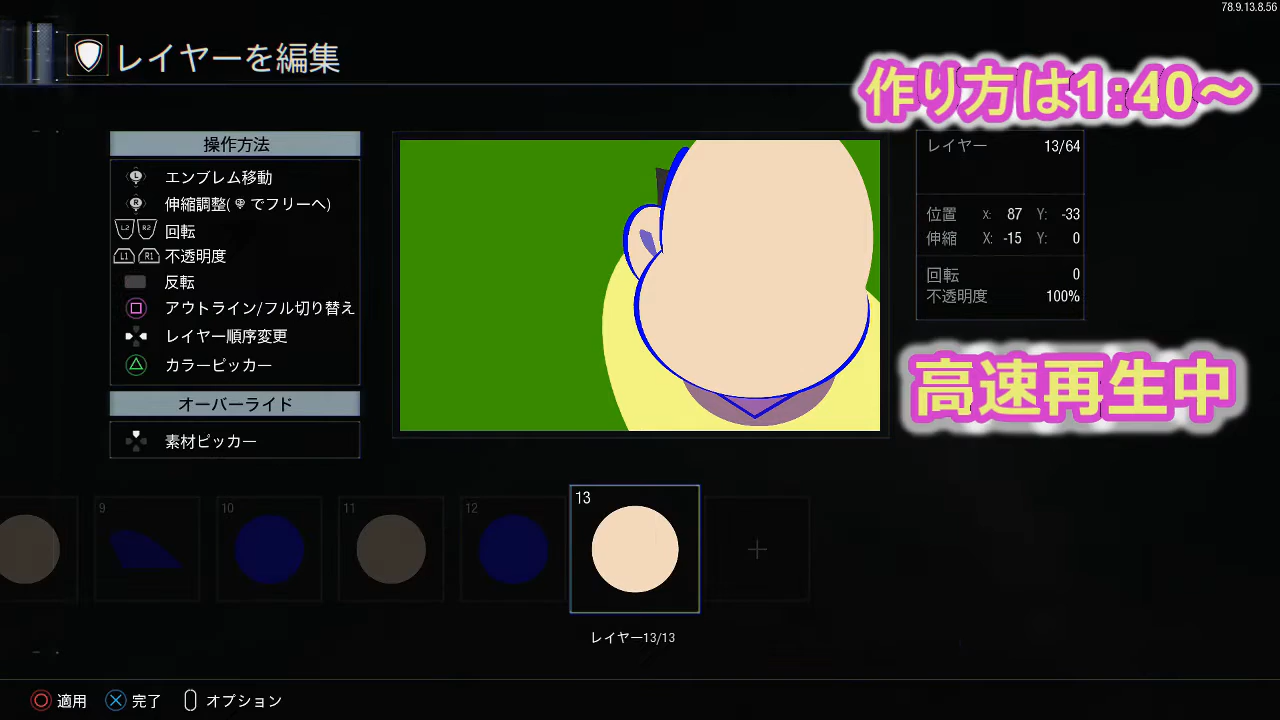 78.9.13.8.56
レイヤーを編集
作り方は1:40～
操作方法
L エンブレム移動
R 伸縮調整( でフリーへ)
L2 R2 回転
L1 R1 不透明度
反転
アウトライン/フル切り替え
レイヤー順序変更
カラーピッカー
オーバーライド
素材ピッカー
レイヤー 13/64
位置 X: 87 Y: -33
伸縮 X: -15 Y: 0
回転 0
不透明度 100%
高速再生中
9 10 11 12 13
レイヤー13/13
適用 完了 オプション